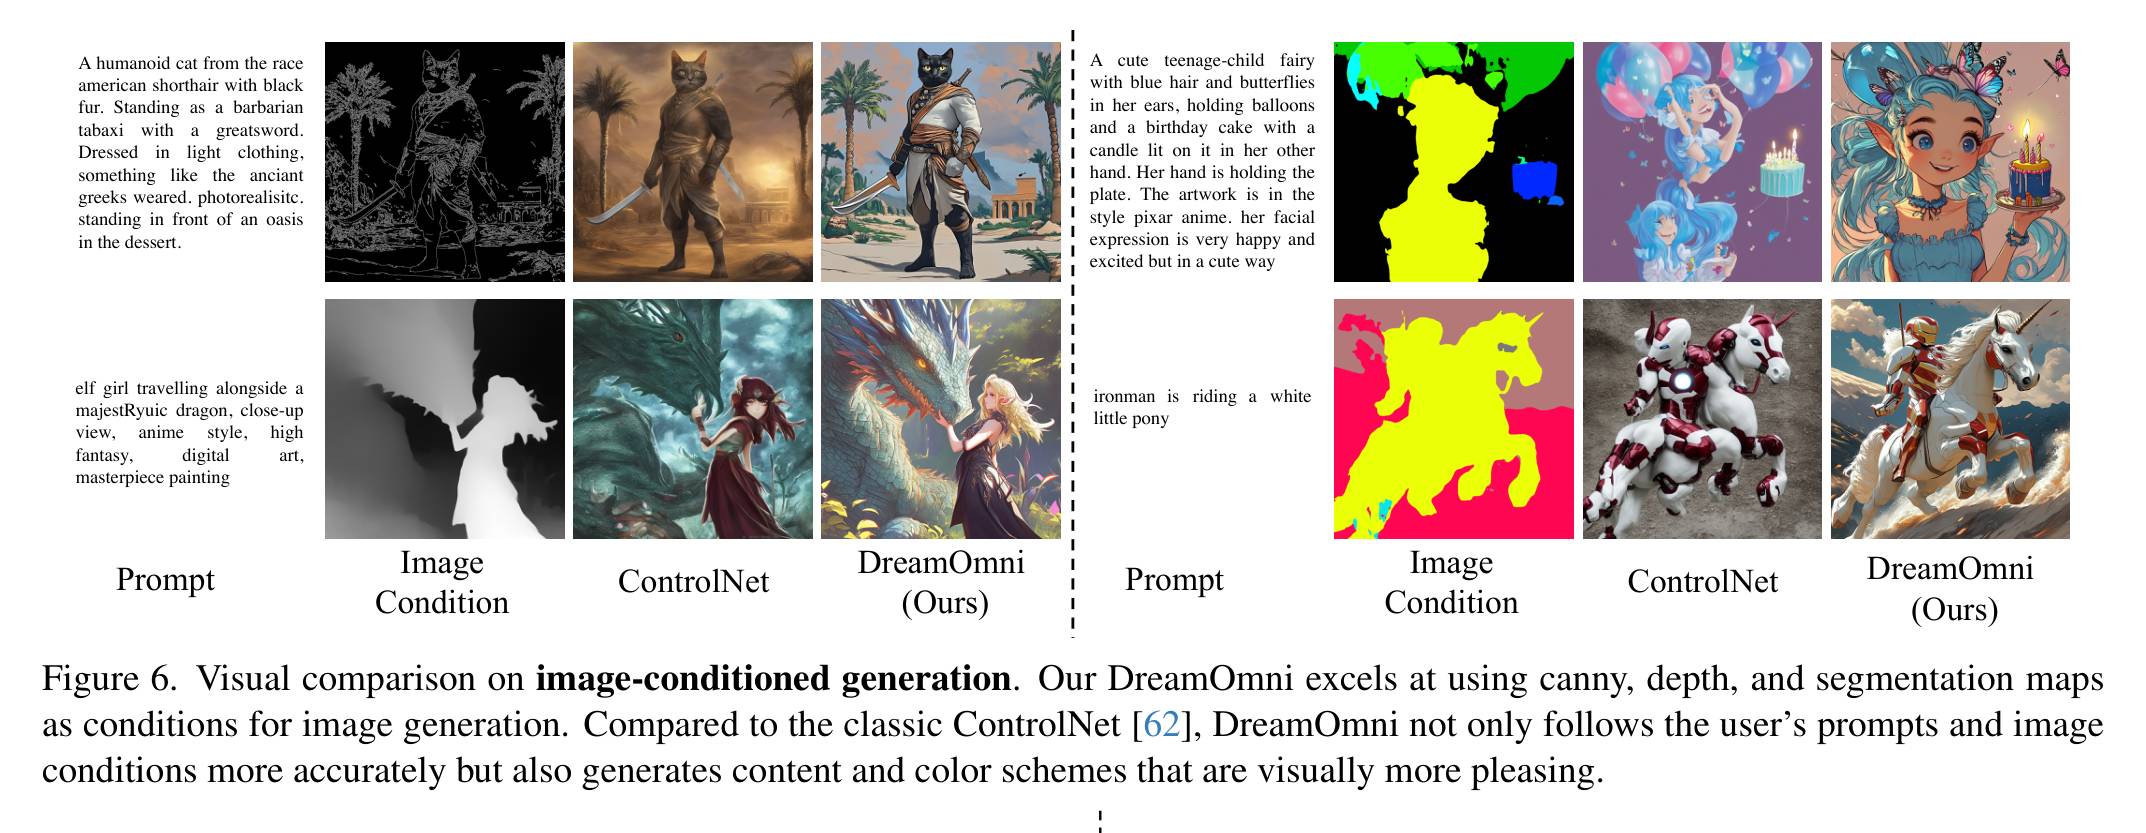 A humanoid cat from the race
american shorthair with black
fur. Standing as a barbarian
tabaxi with a greatsword.
Dressed in light clothing,
something like the anciant
greeks weared. photorealisitc.
standing in front of an oasis
in the dessert.
A cute teenage-child fairy
with blue hair and butterflies
in her ears, holding balloons
and a birthday cake with a
candle lit on it in her other
hand. Her hand is holding the
plate. The artwork is in the
style pixar anime. her facial
expression is very happy and
excited but in a cute way
elf girl travelling alongside a
majestRyuic dragon, close-up
view, anime style, high
fantasy, digital art,
masterpiece painting
ironman is riding a white
little pony
Prompt
Image
Condition
ControlNet
DreamOmni
(Ours)
Prompt
Image
Condition
ControlNet
DreamOmni
(Ours)
Figure 6. Visual comparison on image-conditioned generation. Our DreamOmni excels at using canny, depth, and segmentation maps
as conditions for image generation. Compared to the classic ControlNet [62], DreamOmni not only follows the user's prompts and image
conditions more accurately but also generates content and color schemes that are visually more pleasing.